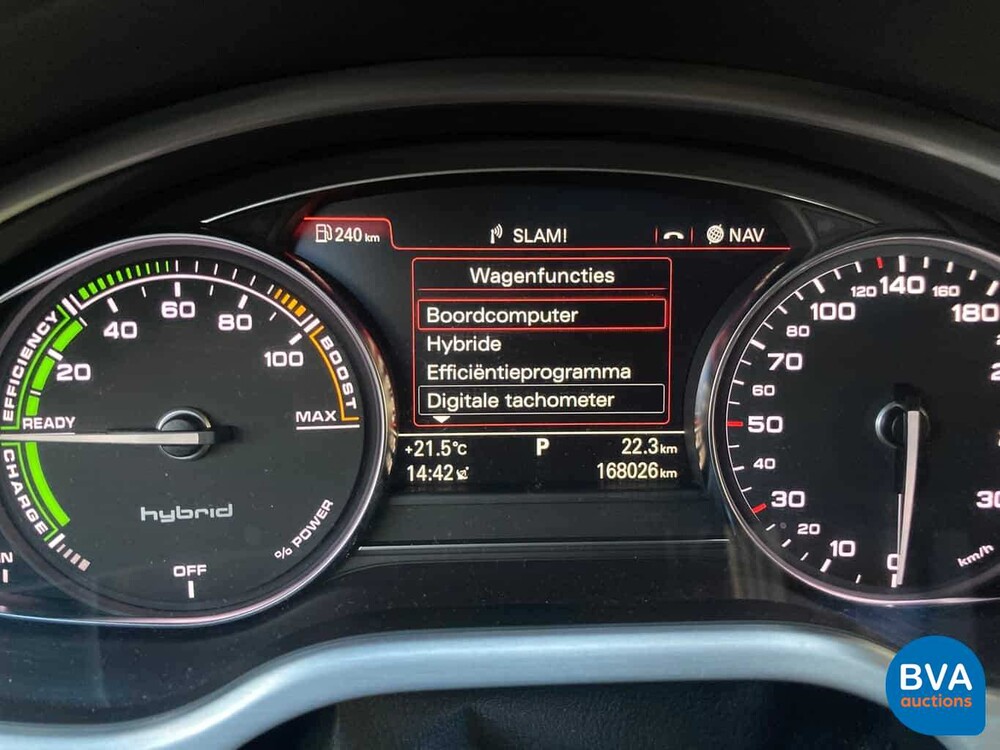 240 km
SLAM!
NAV
Wagenfuncties
Boordcomputer
Hybride
Efficiëntieprogramma
Digitale tachometer
+21.5°C P 22.3 km
14:42 168026 km
EFFICIENCY
CHARGE
READY
20
40
60
80
100
BOOST
MAX
hybrid
% POWER
OFF
0
10
20
30
40
50
60
70
80
100
120
140
160
180
km/h
BVA
auctions